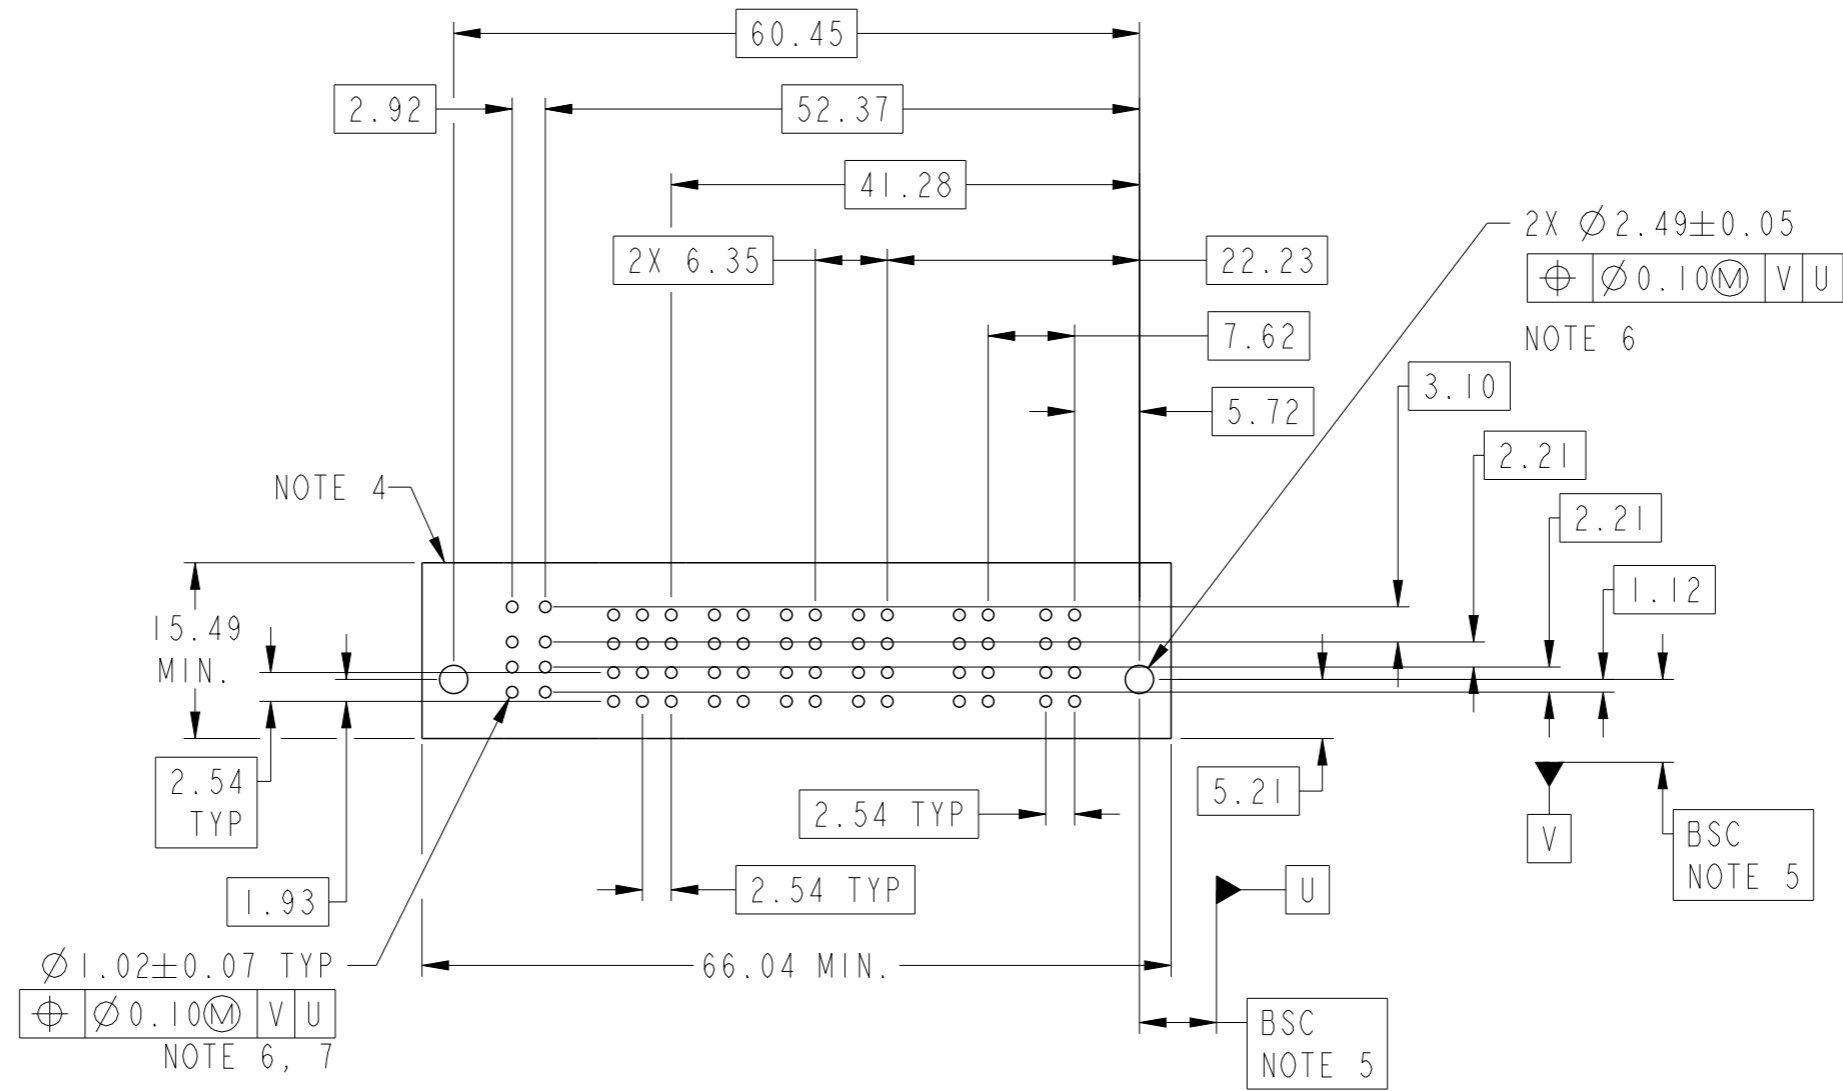 60.45
2.92
52.37
41.28
2X ⌀2.49±0.05
2X 6.35
22.23
⌖ ⌀0.10Ⓜ V U
NOTE 6
7.62
3.10
5.72
2.21
NOTE 4
2.21
1.12
15.49
MIN.
2.54
TYP
5.21
2.54 TYP
V
BSC
NOTE 5
1.93
2.54 TYP
U
⌀1.02±0.07 TYP
66.04 MIN.
⌖ ⌀0.10Ⓜ V U
NOTE 6, 7
BSC
NOTE 5